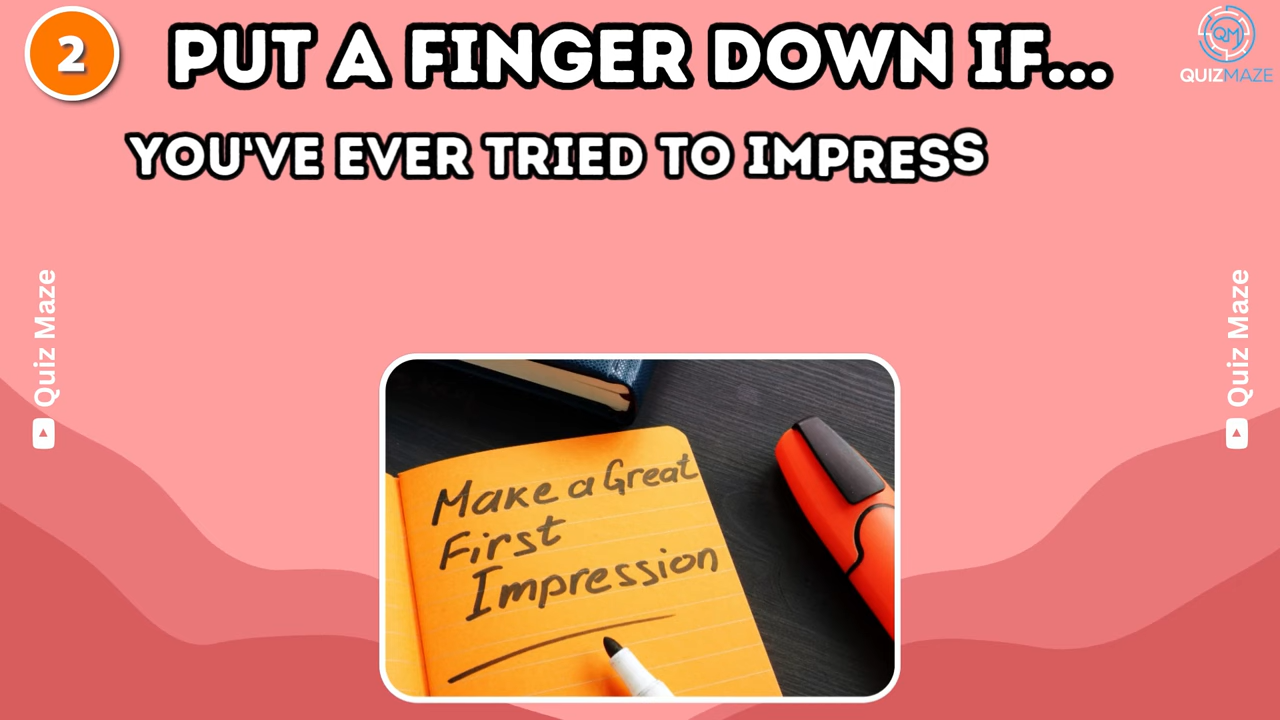 2
PUT A FINGER DOWN IF...
QM
QUIZMAZE
YOU'VE EVER TRIED TO IMPRESS
Quiz Maze
Quiz Maze
Make a Great
First
Impression